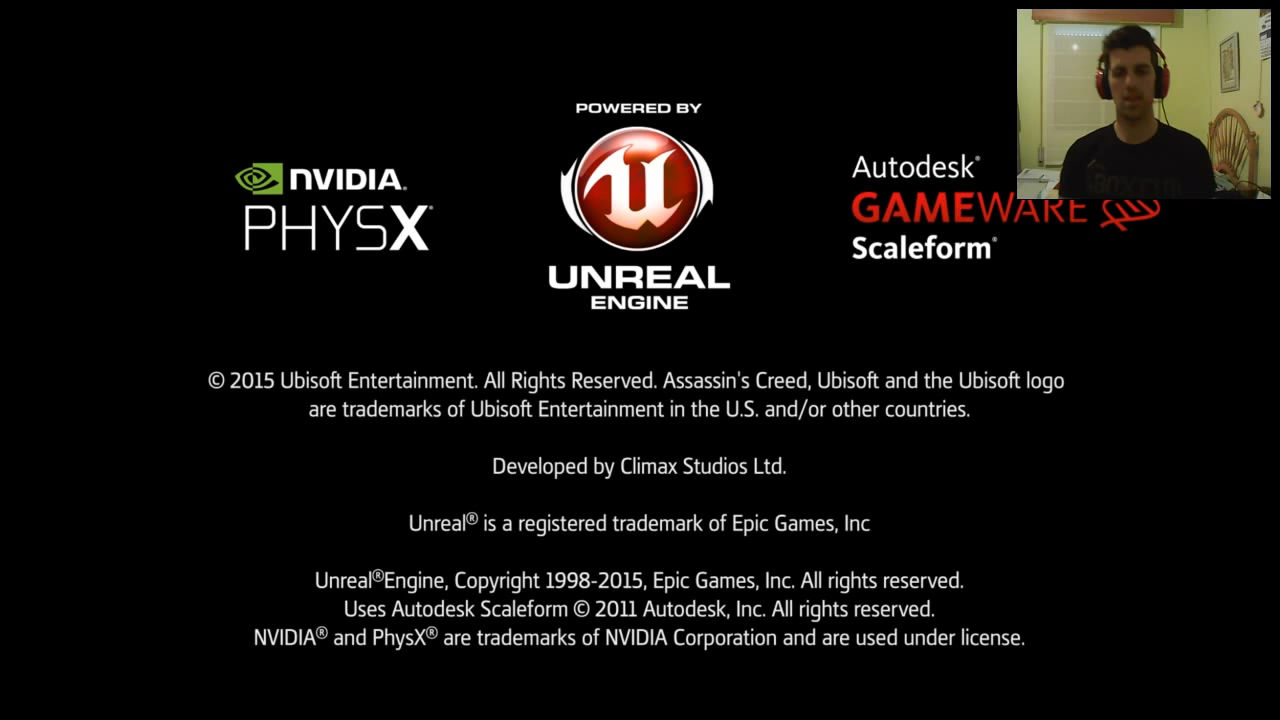 POWERED BY
NVIDIA.
PHYSX®
UNREAL
ENGINE
Autodesk®
GAMEWARE
Scaleform®
© 2015 Ubisoft Entertainment. All Rights Reserved. Assassin's Creed, Ubisoft and the Ubisoft logo
are trademarks of Ubisoft Entertainment in the U.S. and/or other countries.
Developed by Climax Studios Ltd.
Unreal® is a registered trademark of Epic Games, Inc
Unreal®Engine, Copyright 1998-2015, Epic Games, Inc. All rights reserved.
Uses Autodesk Scaleform © 2011 Autodesk, Inc. All rights reserved.
NVIDIA® and PhysX® are trademarks of NVIDIA Corporation and are used under license.